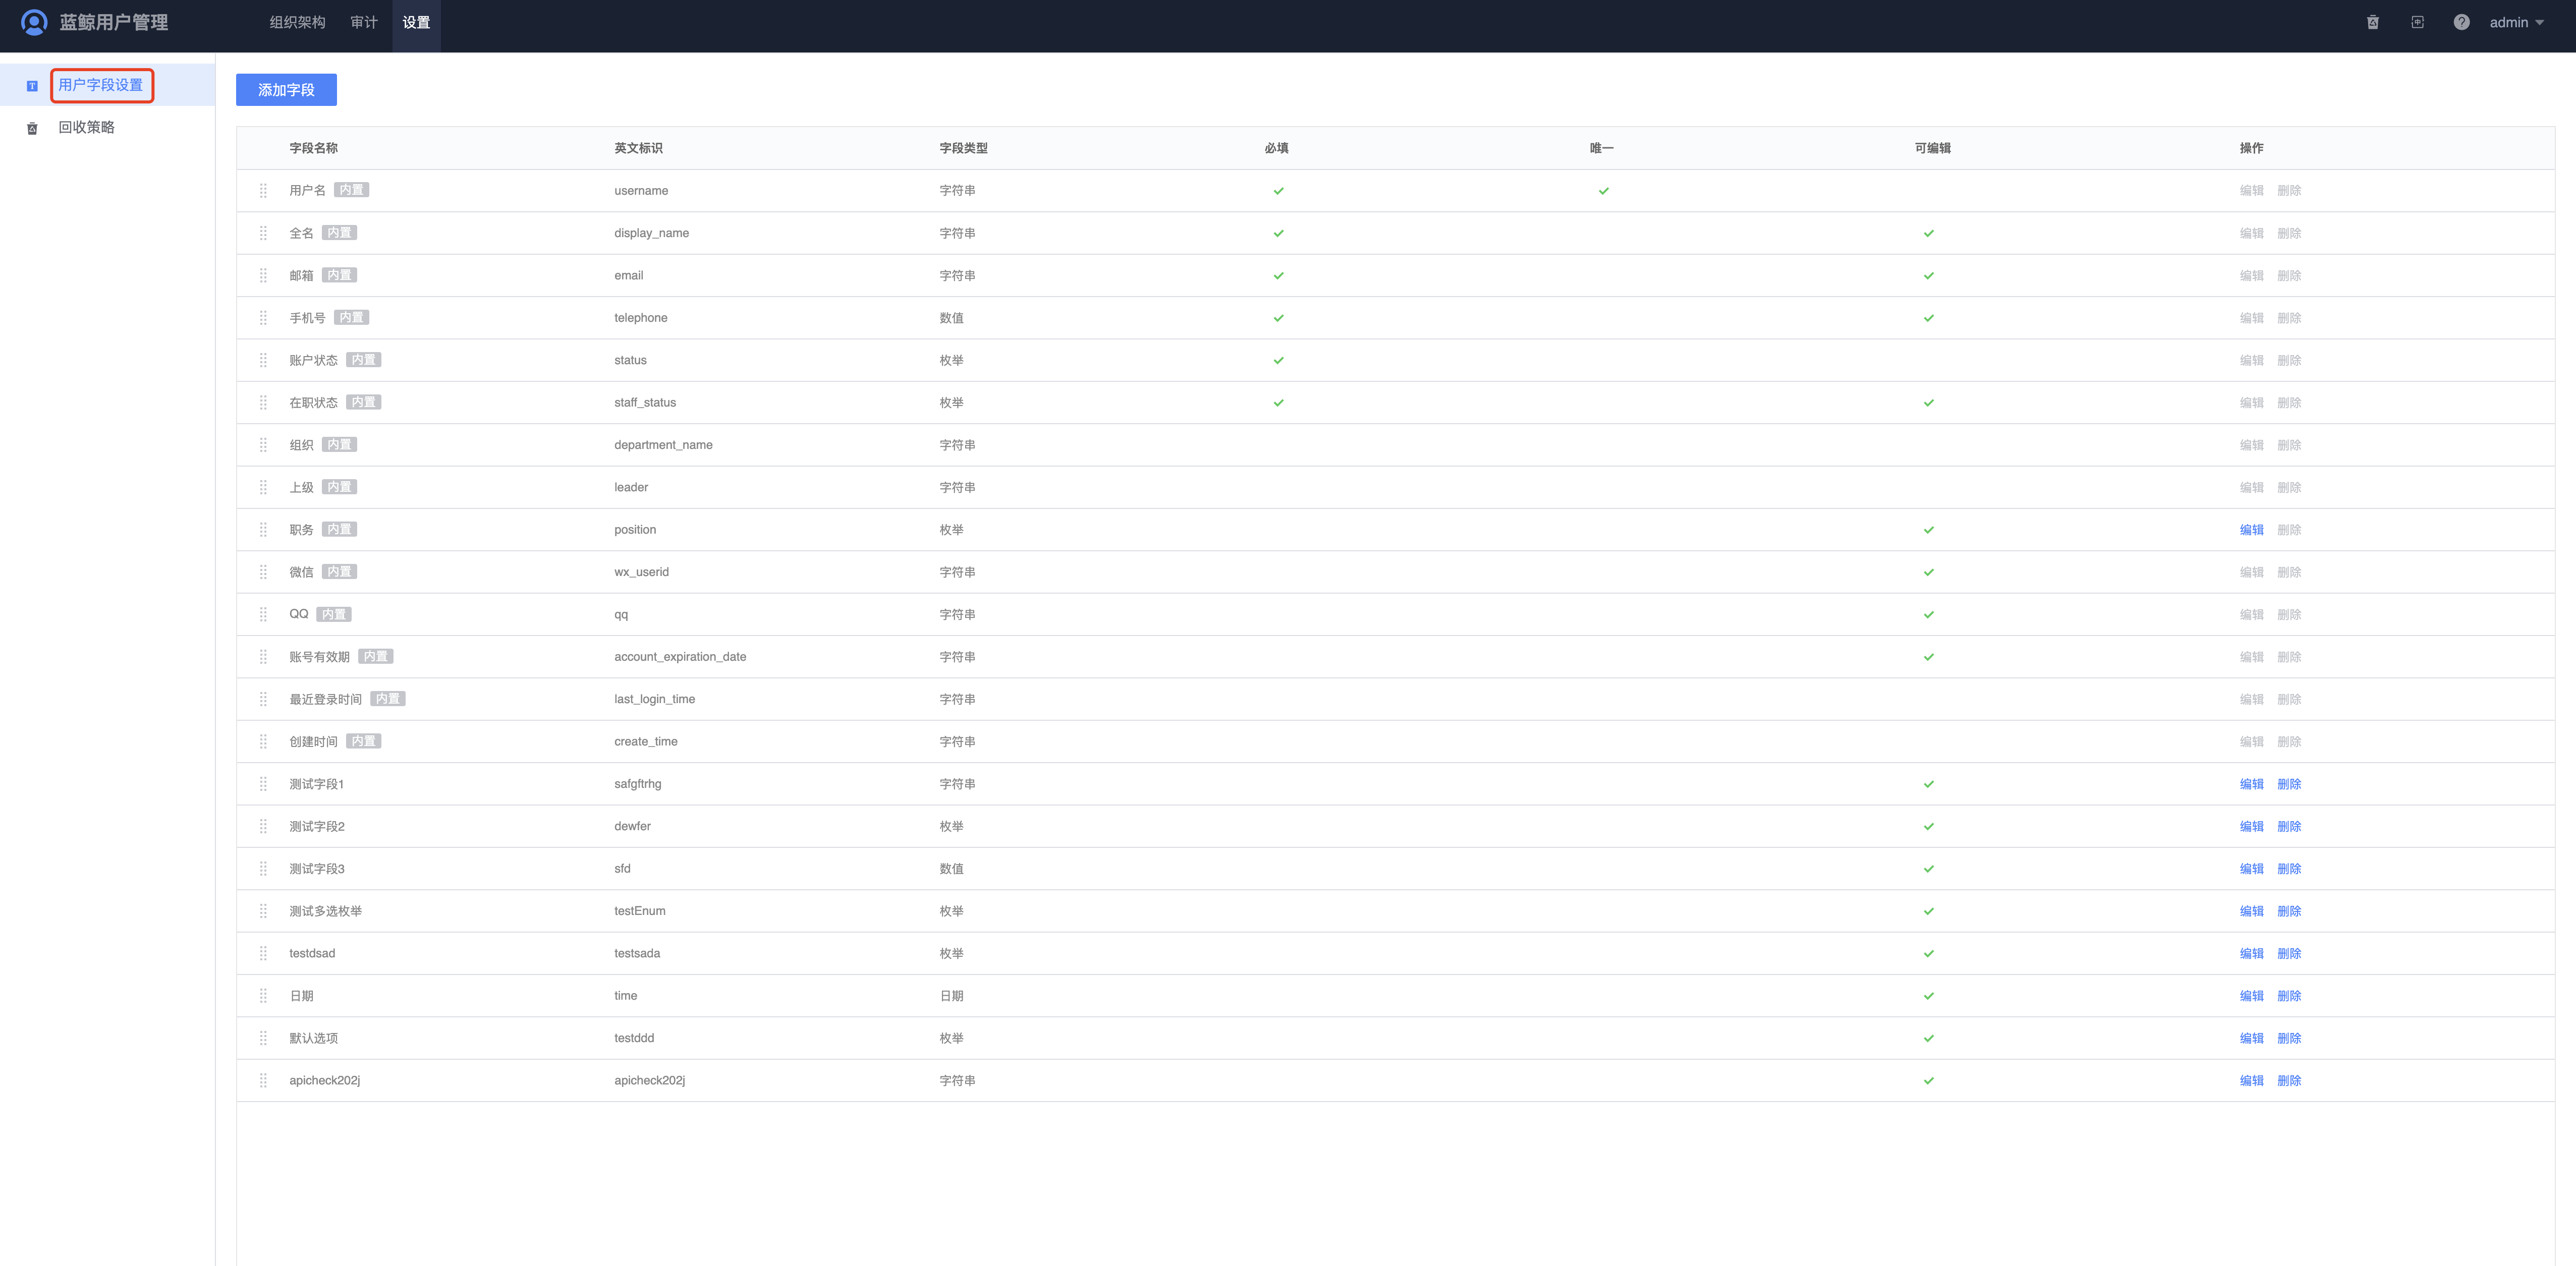 蓝鲸用户管理 组织架构 审计 设置 admin
用户字段设置
回收策略
添加字段
字段名称 英文标识 字段类型 必填 唯一 可编辑 操作
用户名 内置 username 字符串 编辑 删除
全名 内置 display_name 字符串 编辑 删除
邮箱 内置 email 字符串 编辑 删除
手机号 内置 telephone 数值 编辑 删除
账户状态 内置 status 枚举 编辑 删除
在职状态 内置 staff_status 枚举 编辑 删除
组织 内置 department_name 字符串 编辑 删除
上级 内置 leader 字符串 编辑 删除
职务 内置 position 枚举 编辑 删除
微信 内置 wx_userid 字符串 编辑 删除
QQ 内置 qq 字符串 编辑 删除
账号有效期 内置 account_expiration_date 字符串 编辑 删除
最近登录时间 内置 last_login_time 字符串 编辑 删除
创建时间 内置 create_time 字符串 编辑 删除
测试字段1 safgftrhg 字符串 编辑 删除
测试字段2 dewfer 枚举 编辑 删除
测试字段3 sfd 数值 编辑 删除
测试多选枚举 testEnum 枚举 编辑 删除
testdsad testsada 枚举 编辑 删除
日期 time 日期 编辑 删除
默认选项 testddd 枚举 编辑 删除
apicheck202j apicheck202j 字符串 编辑 删除